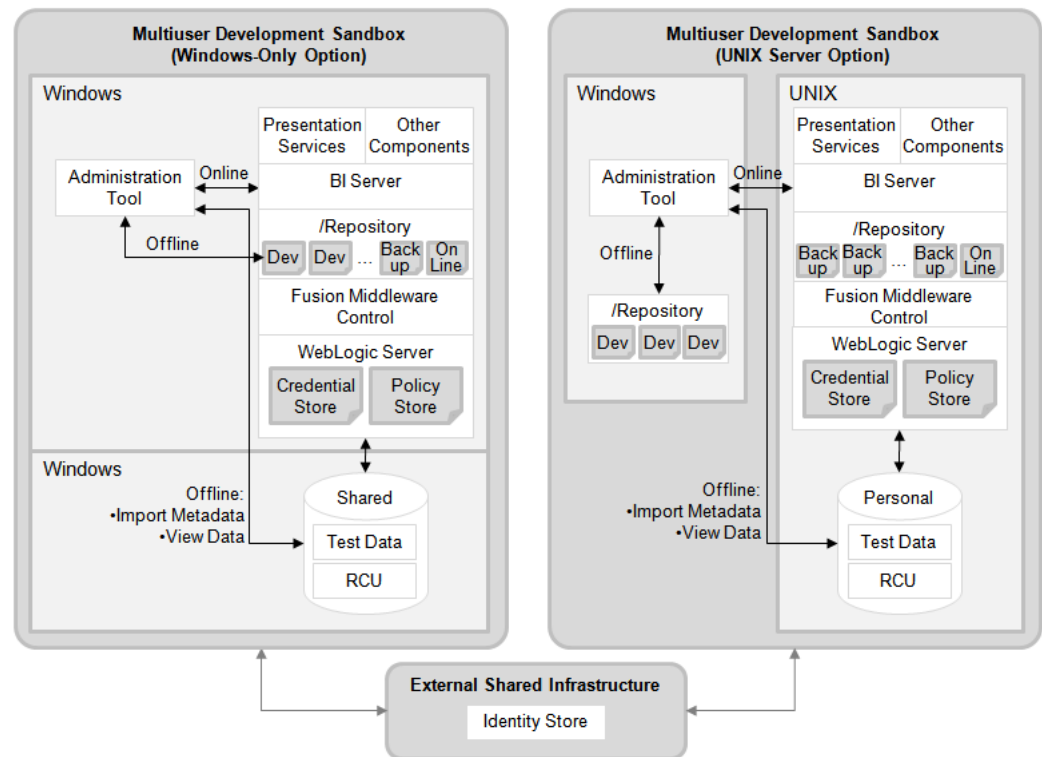 Multiuser Development Sandbox
(Windows-Only Option)
Windows
Presentation
Services
Other
Components
Administration
Tool
Online
BI Server
Offline
/Repository
Dev
Dev
...
Back
up
On
Line
Fusion Middleware
Control
WebLogic Server
Credential
Store
Policy
Store
Windows
Offline:
•Import Metadata
•View Data
Shared
Test Data
RCU
Multiuser Development Sandbox
(UNIX Server Option)
Windows
UNIX
Presentation
Services
Other
Components
Administration
Tool
Online
BI Server
Offline
/Repository
Dev
Dev
Dev
/Repository
Back
up
Back
up
...
Back
up
On
Line
Fusion Middleware
Control
WebLogic Server
Credential
Store
Policy
Store
Offline:
•Import Metadata
•View Data
Personal
Test Data
RCU
External Shared Infrastructure
Identity Store